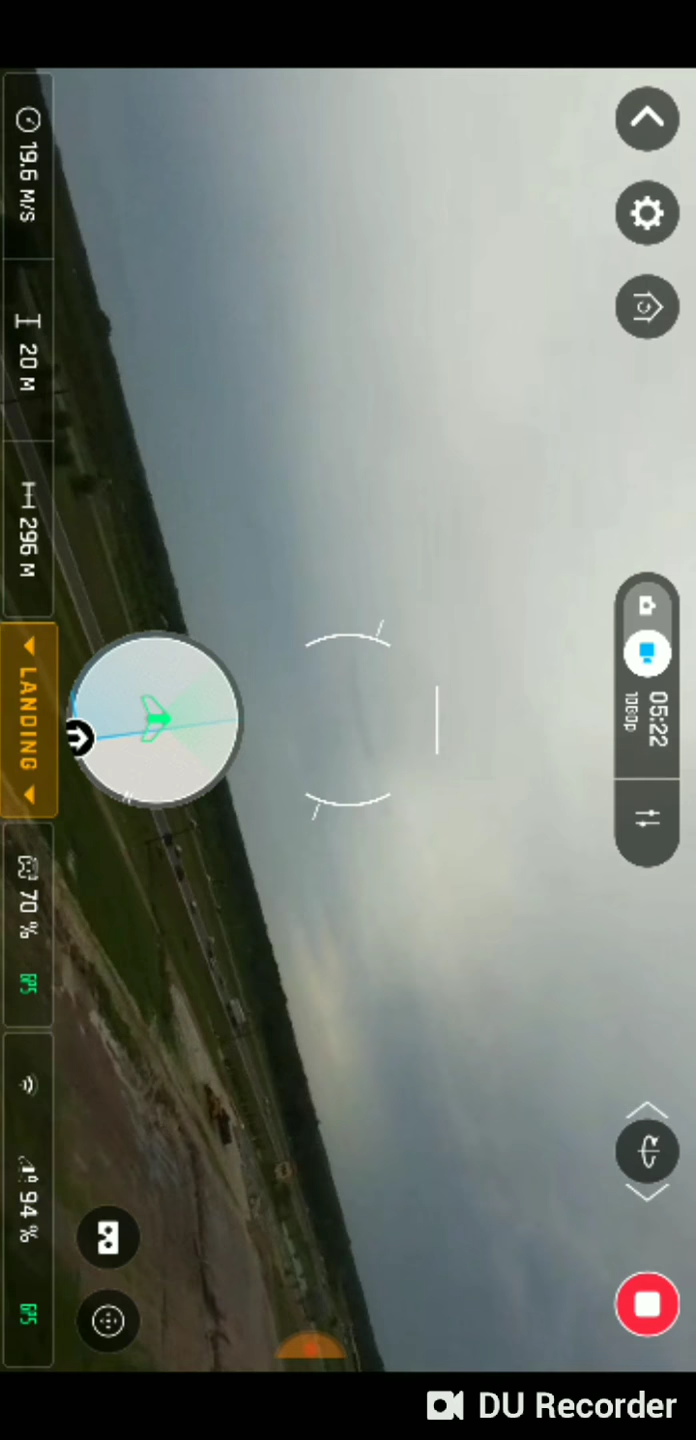 19.6 M/S
20 M
296 M
LANDING
70 %
GPS
94 %
GPS
05:22
1080p
DU Recorder